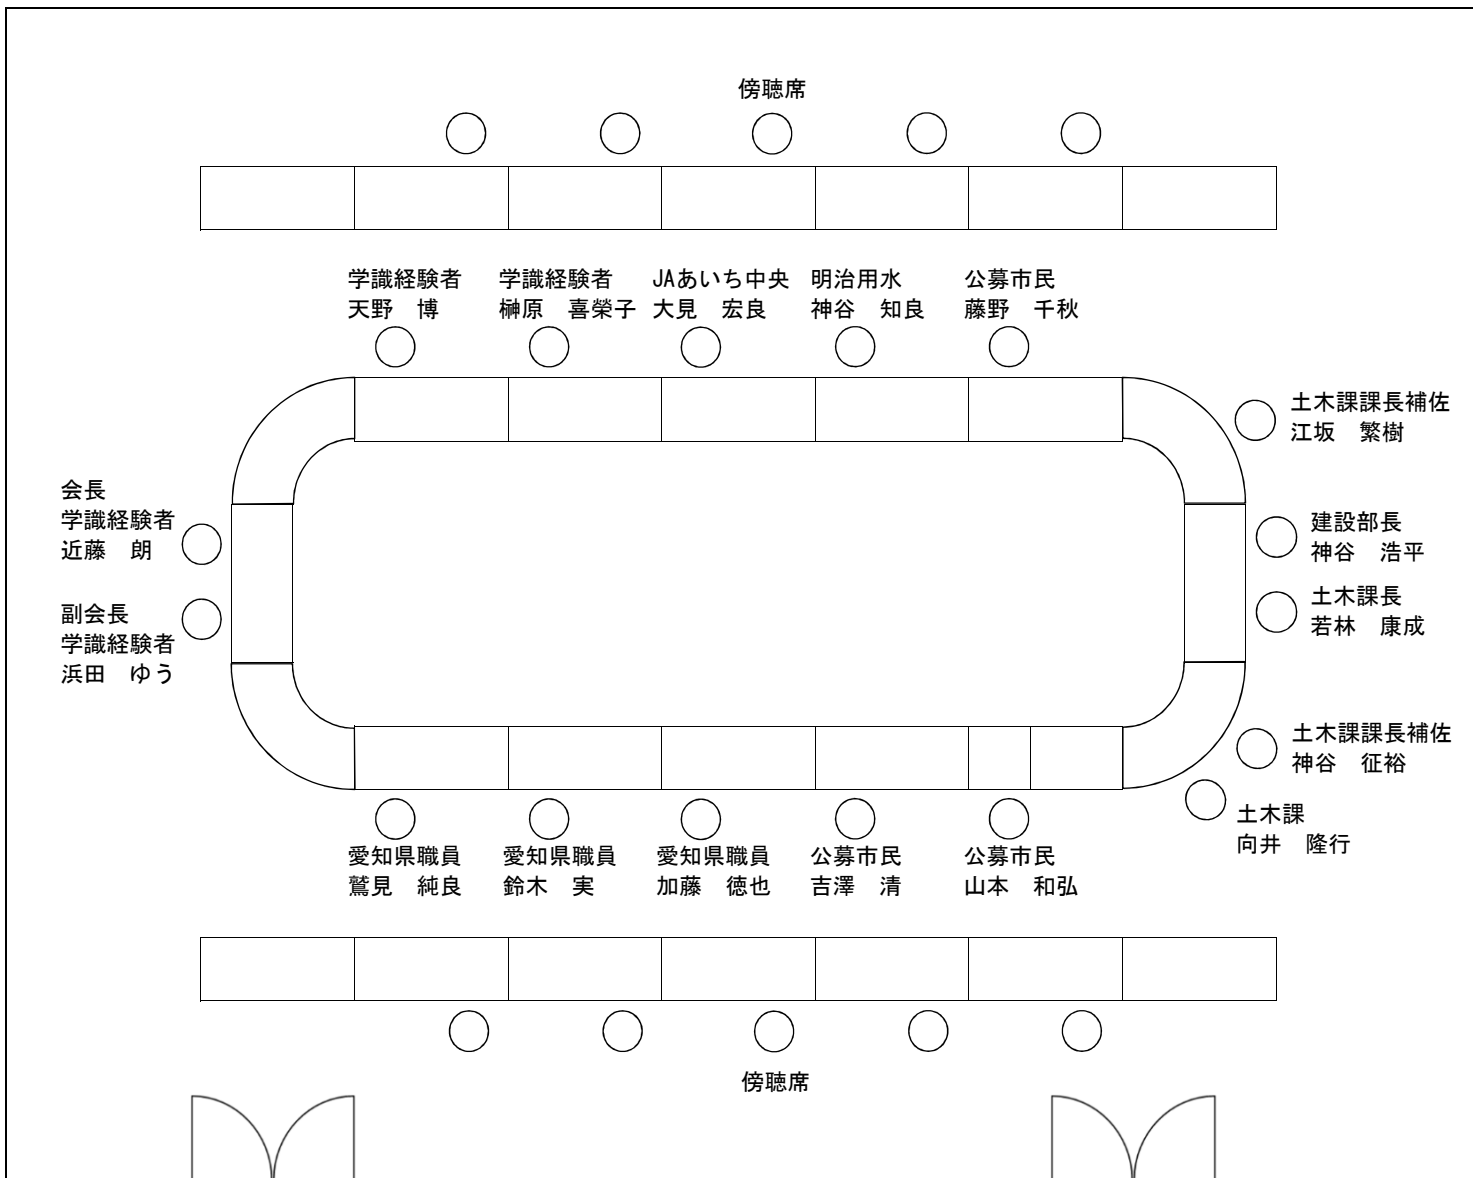 傍聴席
学識経験者
天野　博
学識経験者
榊原　喜榮子
JAあいち中央
大見　宏良
明治用水
神谷　知良
公募市民
藤野　千秋
土木課課長補佐
江坂　繁樹
会長
学識経験者
近藤　朗
建設部長
神谷　浩平
副会長
学識経験者
浜田　ゆう
土木課長
若林　康成
土木課課長補佐
神谷　征裕
土木課
向井　隆行
愛知県職員
鷲見　純良
愛知県職員
鈴木　実
愛知県職員
加藤　徳也
公募市民
吉澤　清
公募市民
山本　和弘
傍聴席